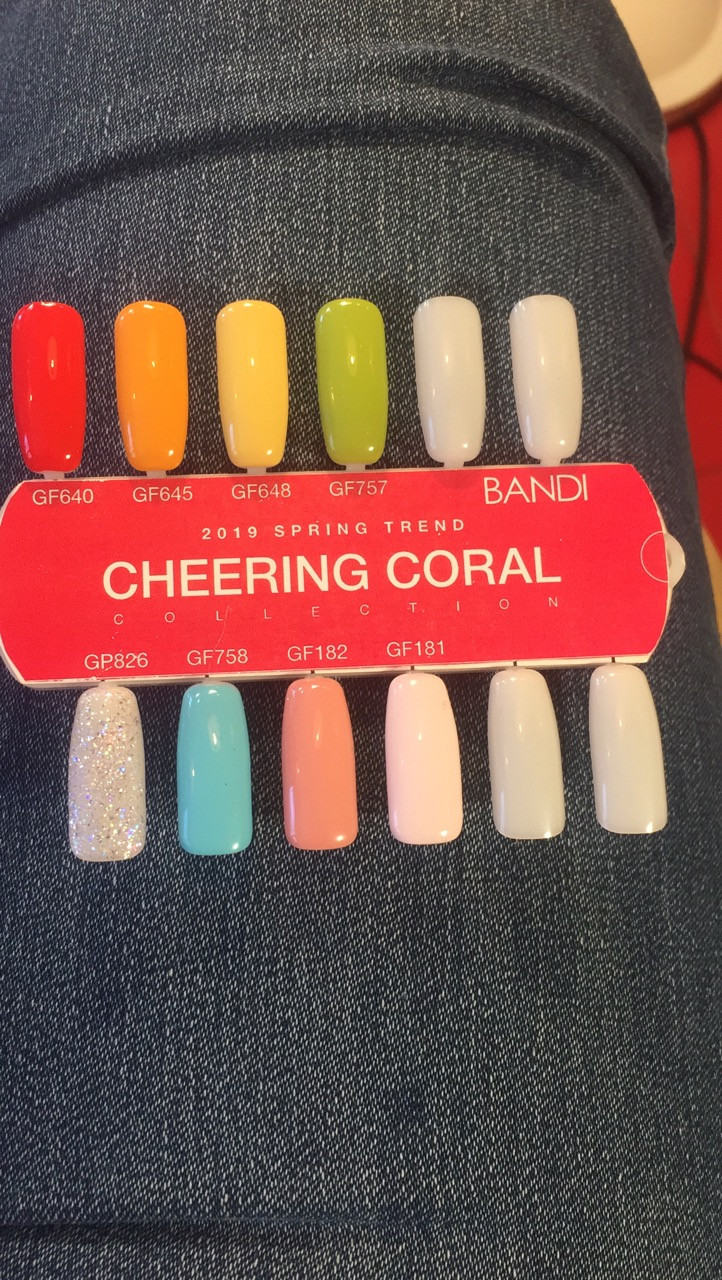 GF640 GF645 GF648 GF757 BANDI
2019 SPRING TREND
CHEERING CORAL
COLLECTION
GP826 GF758 GF182 GF181